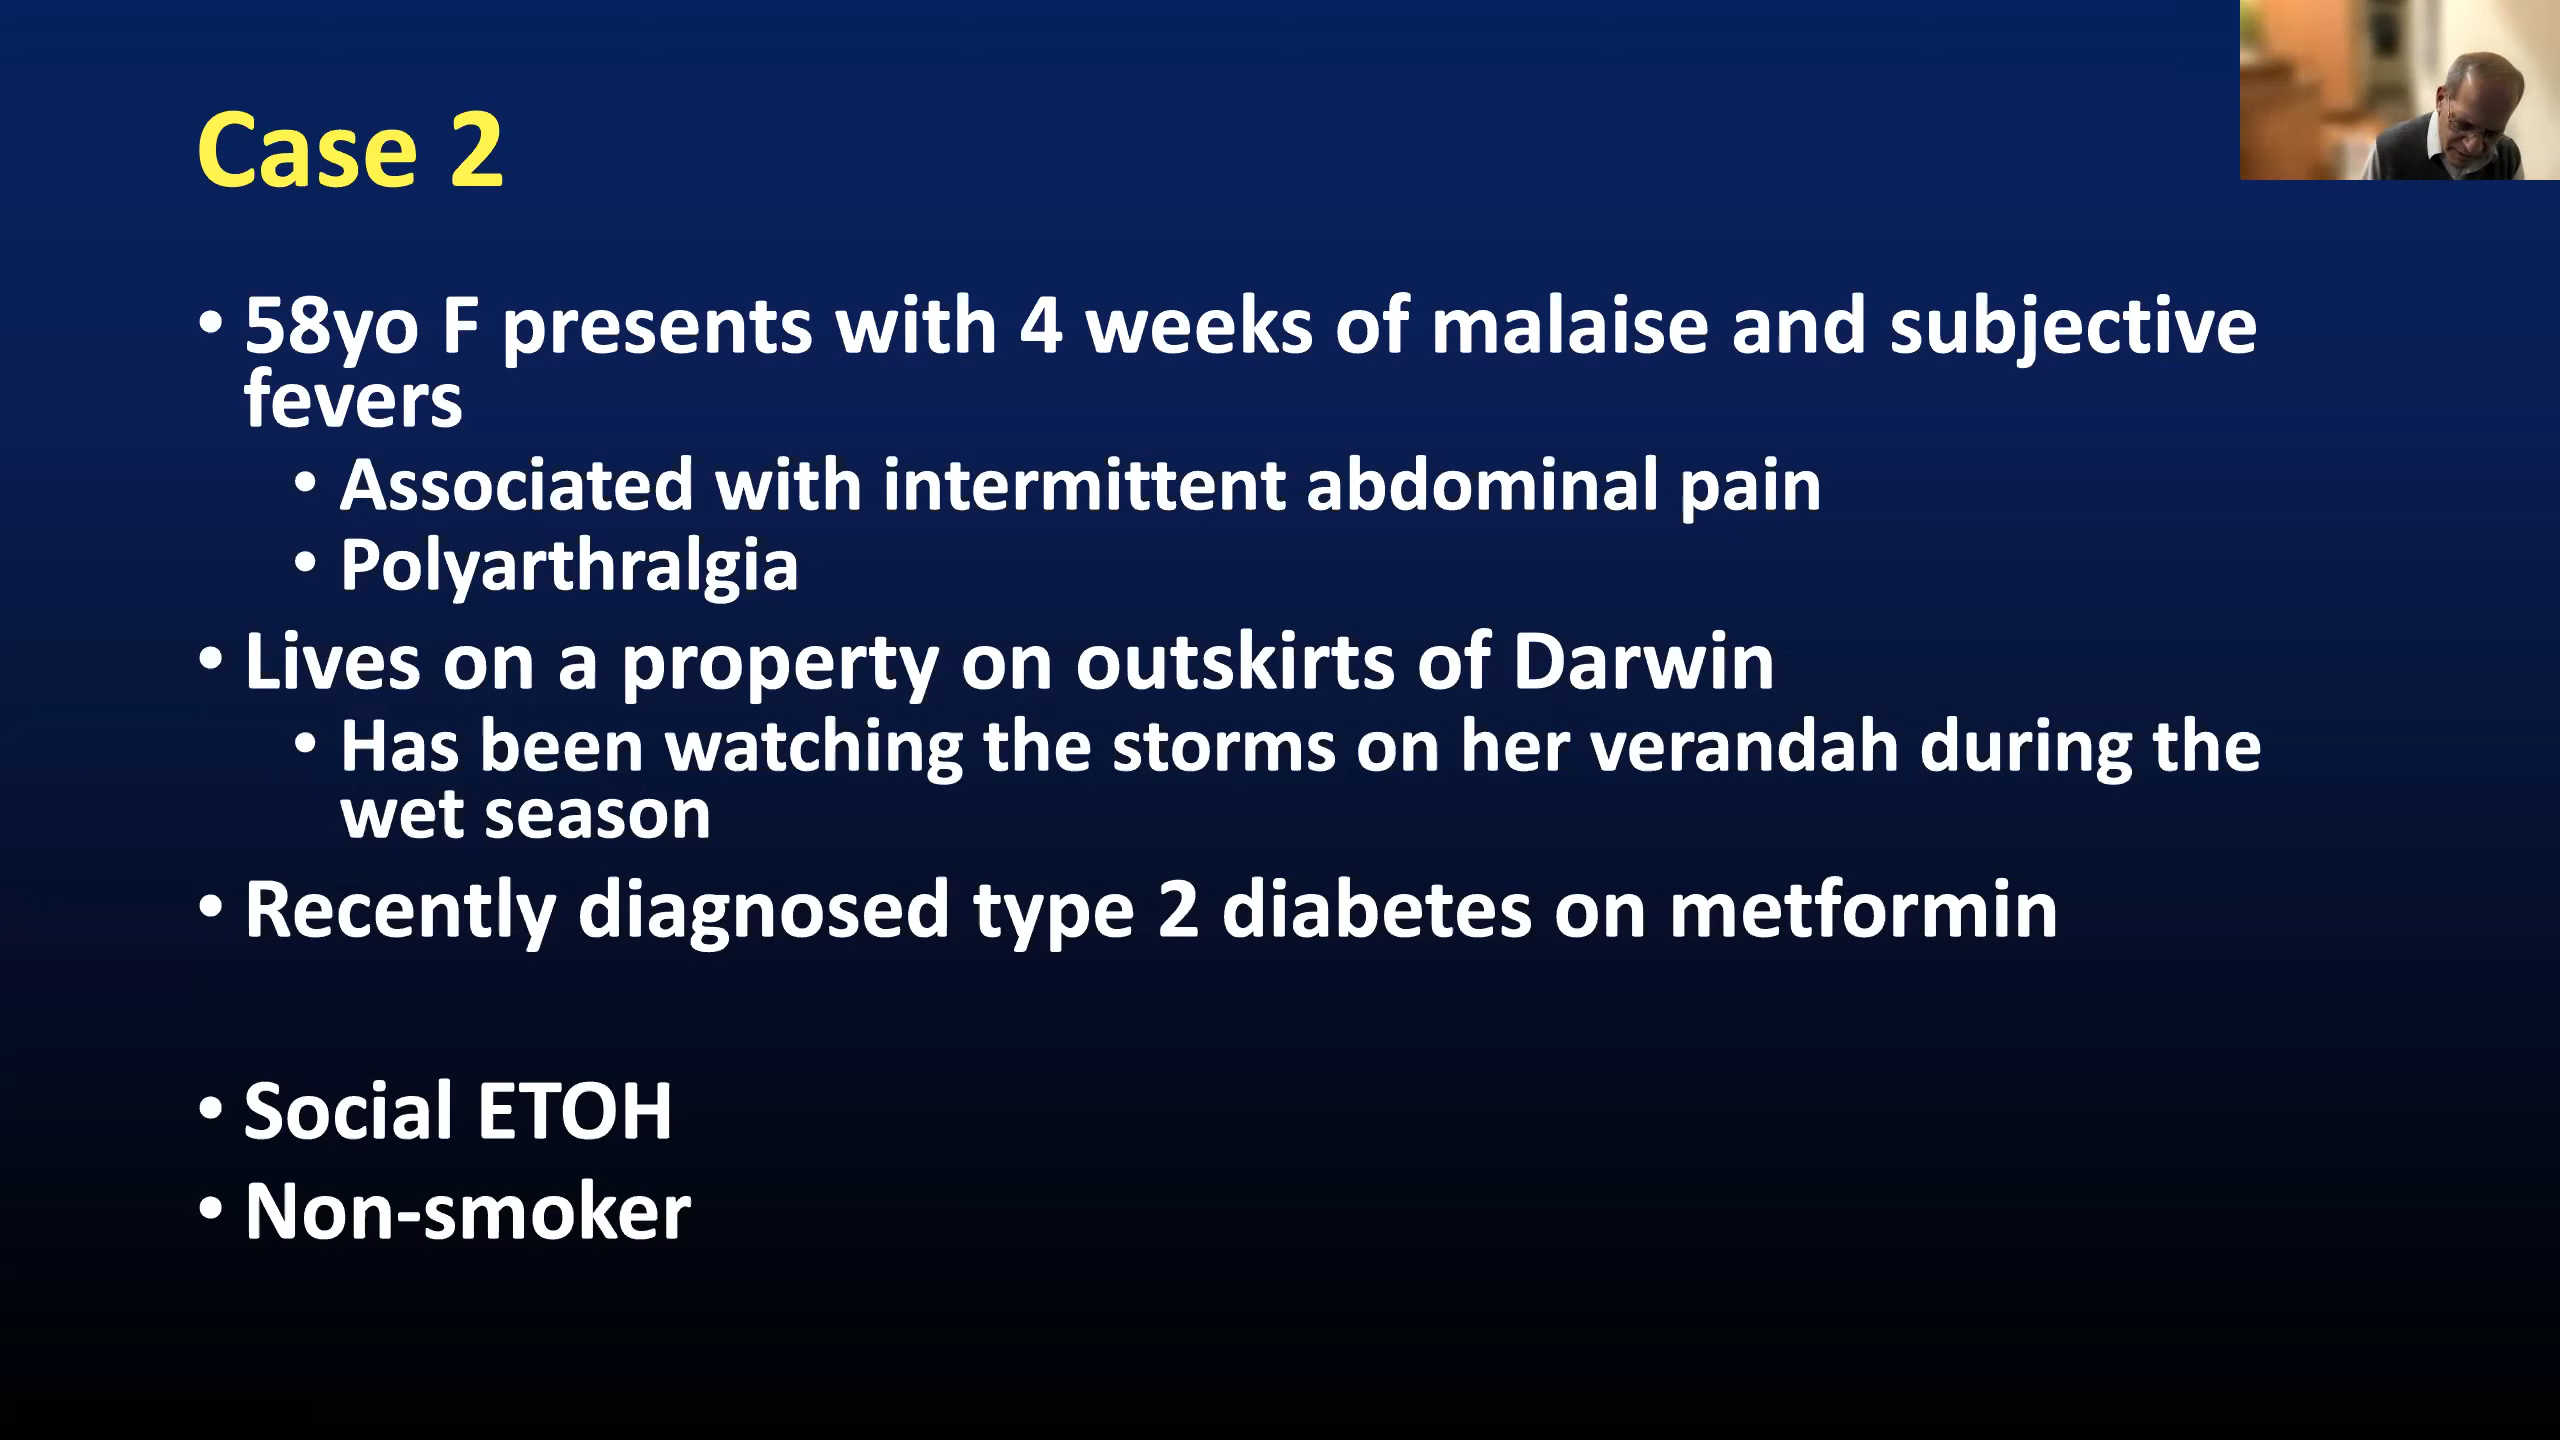 Case 2
• 58yo F presents with 4 weeks of malaise and subjective
fevers
• Associated with intermittent abdominal pain
• Polyarthralgia
• Lives on a property on outskirts of Darwin
• Has been watching the storms on her verandah during the
wet season
• Recently diagnosed type 2 diabetes on metformin
• Social ETOH
• Non-smoker